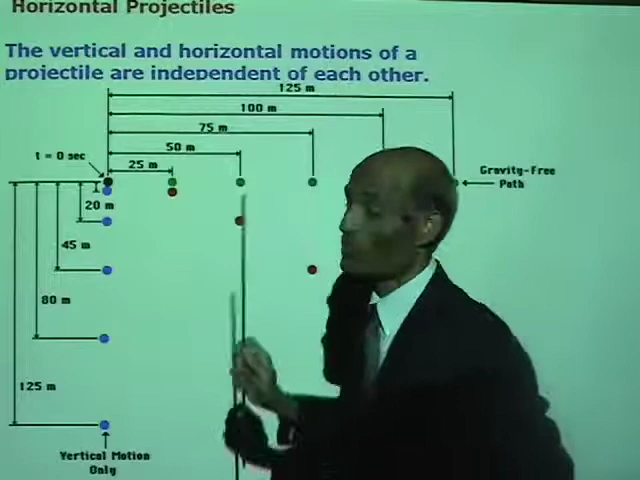 Horizontal Projectiles
The vertical and horizontal motions of a
projectile are independent of each other.
125 m
100 m
75 m
50 m
t = 0 sec
25 m
Gravity-Free
Path
20 m
45 m
80 m
125 m
Vertical Motion
Only